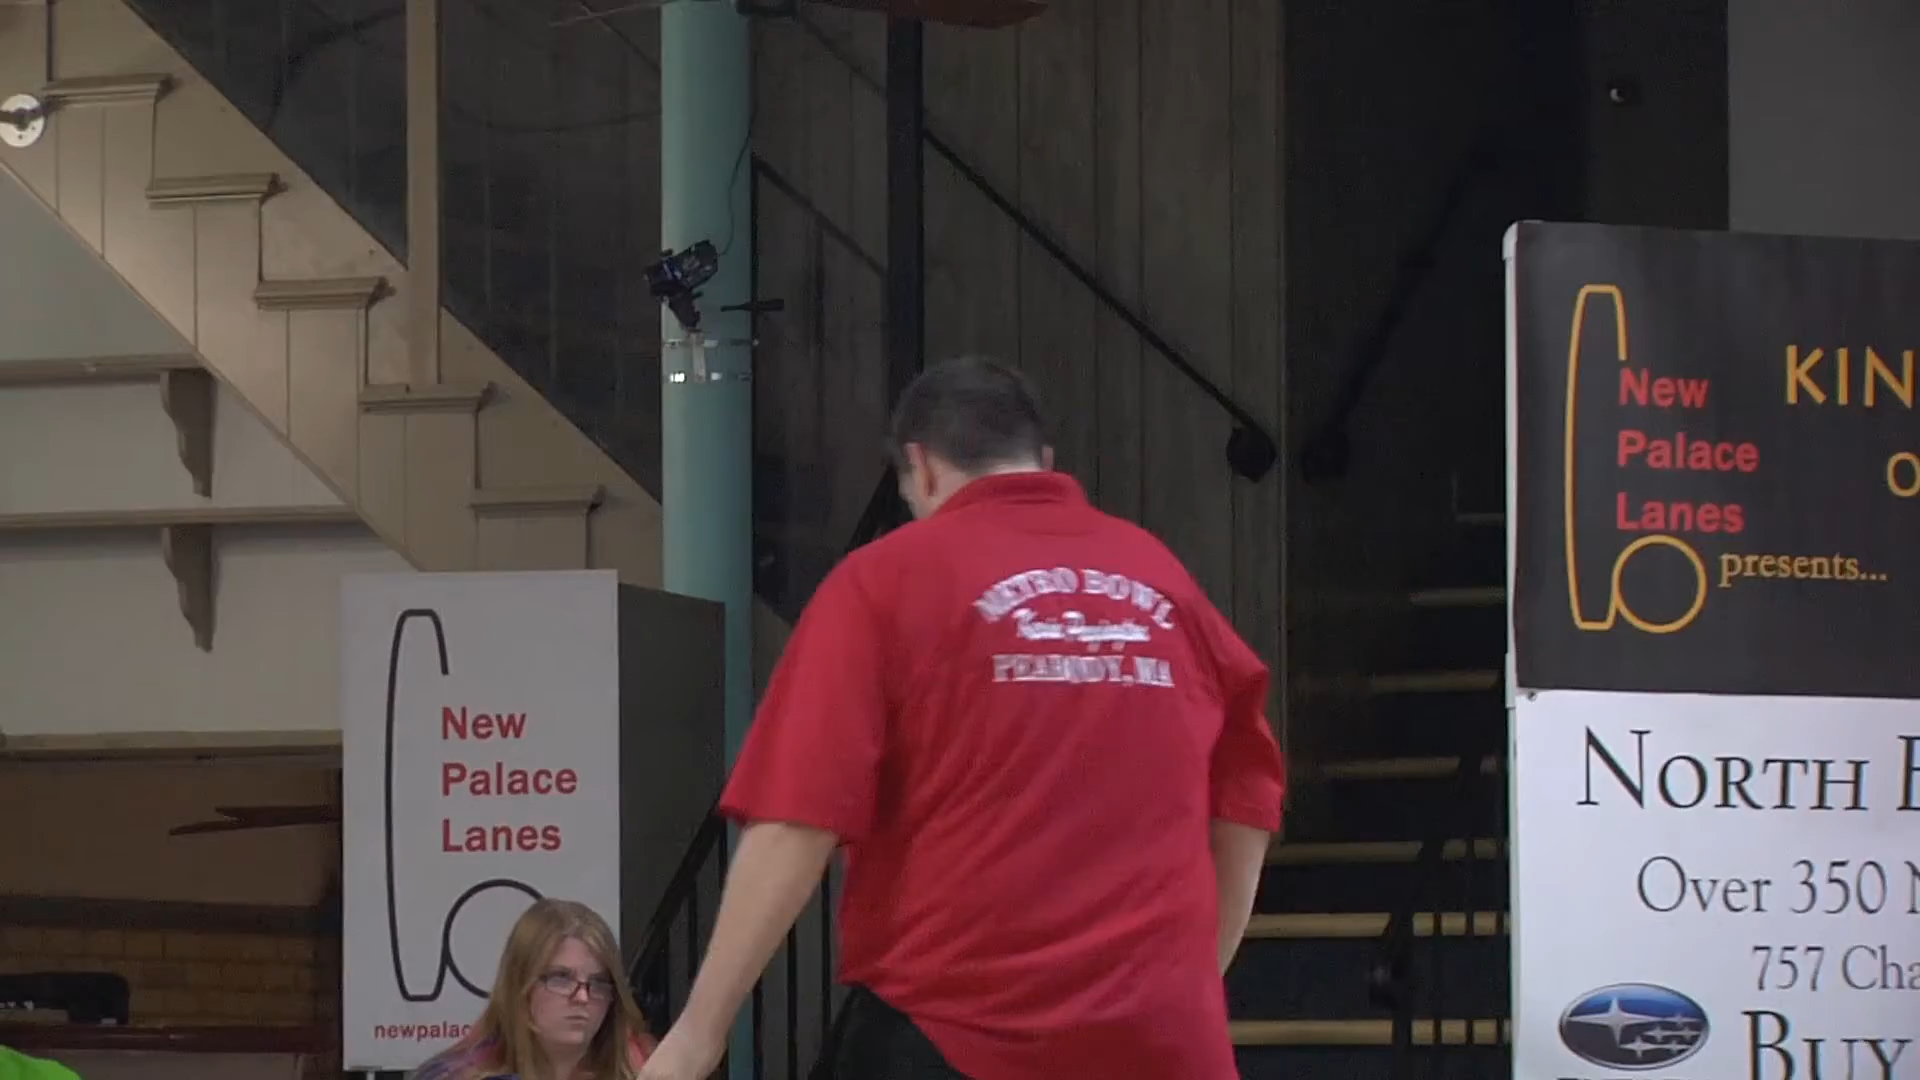 New
Palace
Lanes
newpalac
METRO BOWL
PEABODY, MA
New
Palace
Lanes
presents...
KIN
O
NORTH E
Over 350 N
757 Cha
BUY